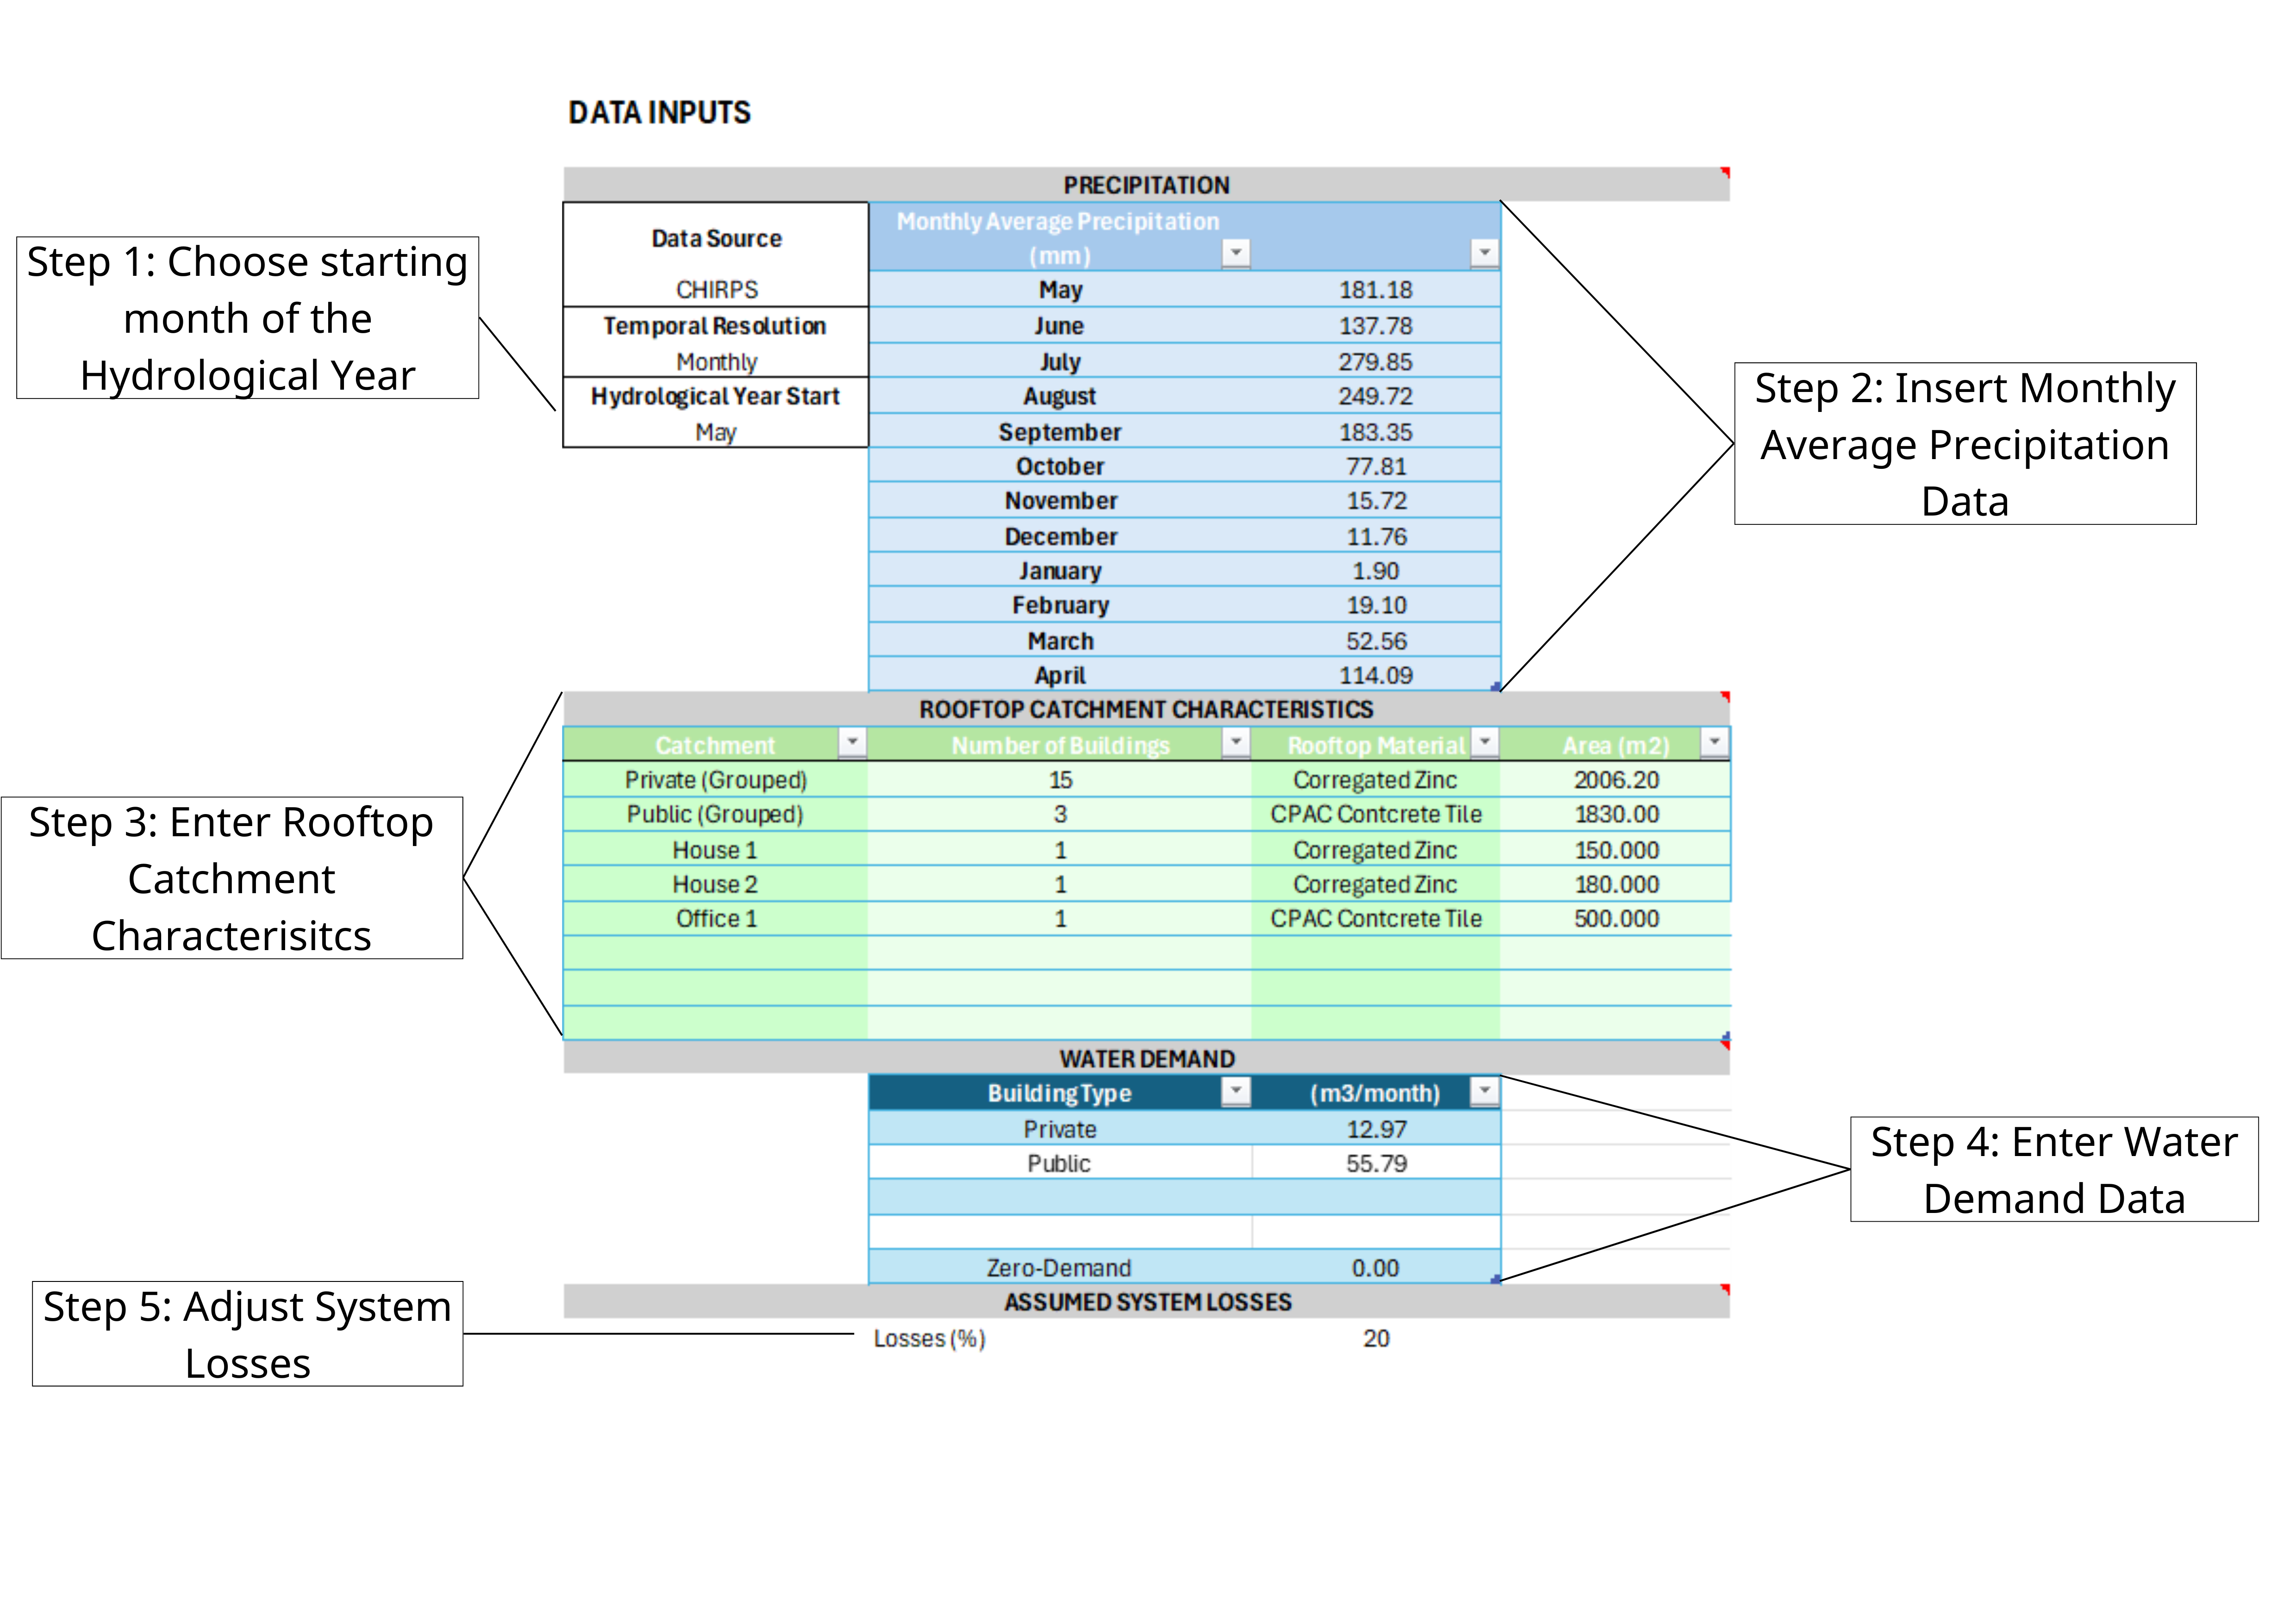 DATA INPUTS
PRECIPITATION
Data Source
CHIRPS
Temporal Resolution
Monthly
Hydrological Year Start
May
Monthly Average Precipitation
(mm)
May 181.18
June 137.78
July 279.85
August 249.72
September 183.35
October 77.81
November 15.72
December 11.76
January 1.90
February 19.10
March 52.56
April 114.09
Step 1: Choose starting
month of the
Hydrological Year
Step 2: Insert Monthly
Average Precipitation
Data
ROOFTOP CATCHMENT CHARACTERISTICS
Catchment Number of Buildings Rooftop Material Area (m2)
Private (Grouped) 15 Corregated Zinc 2006.20
Public (Grouped) 3 CPAC Contcrete Tile 1830.00
House 1 1 Corregated Zinc 150.000
House 2 1 Corregated Zinc 180.000
Office 1 1 CPAC Contcrete Tile 500.000
Step 3: Enter Rooftop
Catchment
Characterisitcs
WATER DEMAND
Building Type (m3/month)
Private 12.97
Public 55.79
Zero-Demand 0.00
Step 4: Enter Water
Demand Data
ASSUMED SYSTEM LOSSES
Losses (%) 20
Step 5: Adjust System
Losses